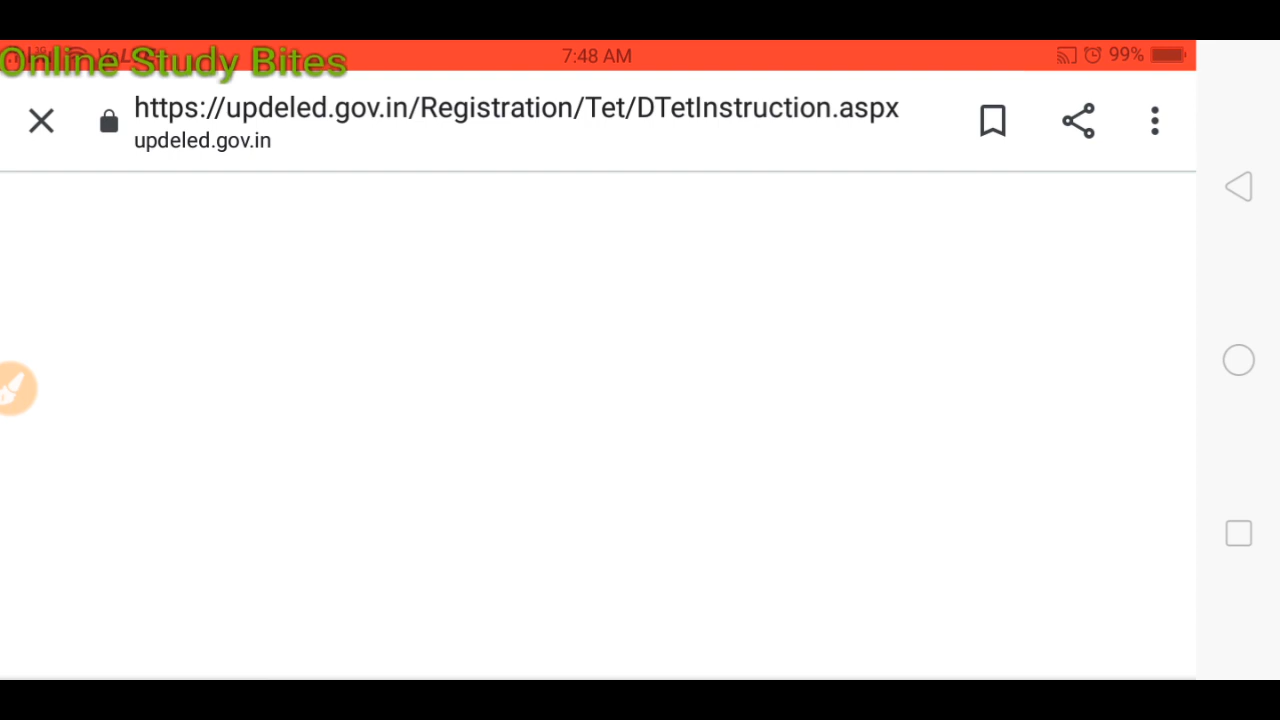 Online Study Bites
7:48 AM
99%
https://updeled.gov.in/Registration/Tet/DTetInstruction.aspx
updeled.gov.in